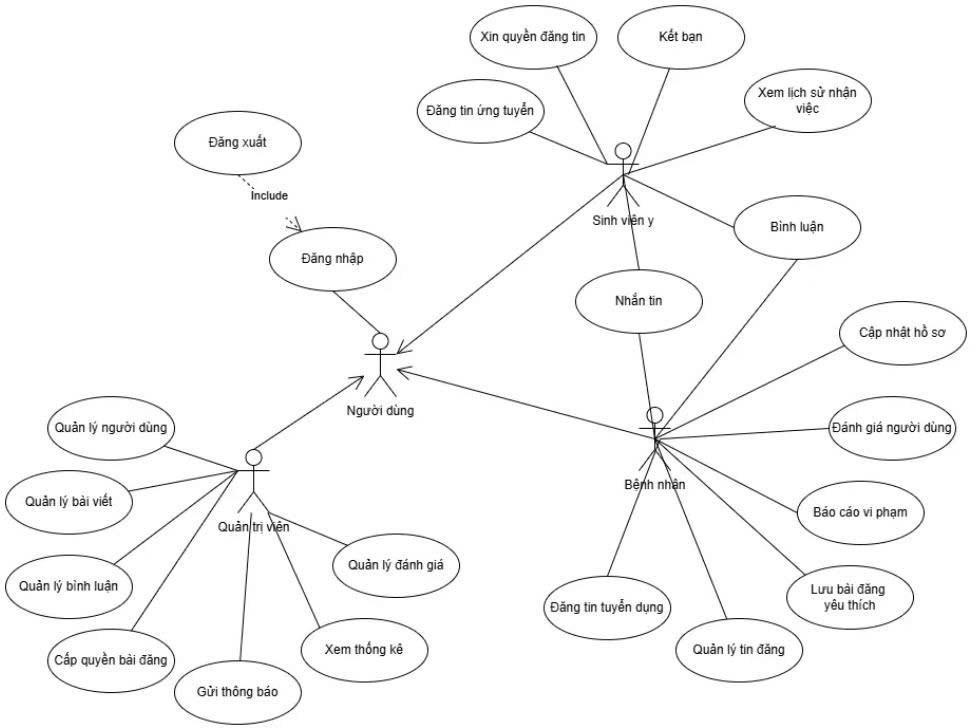 Xin quyền đăng tin
Kết bạn
Đăng tin ứng tuyển
Xem lịch sử nhận
việc
Đăng xuất
Include
Sinh viên y
Bình luận
Đăng nhập
Nhắn tin
Cập nhật hồ sơ
Người dùng
Quản lý người dùng
Đánh giá người dùng
Bệnh nhân
Quản lý bài viết
Báo cáo vi phạm
Quản trị viên
Quản lý đánh giá
Quản lý bình luận
Lưu bài đăng
yêu thích
Đăng tin tuyển dụng
Xem thống kê
Quản lý tin đăng
Cấp quyền bài đăng
Gửi thông báo